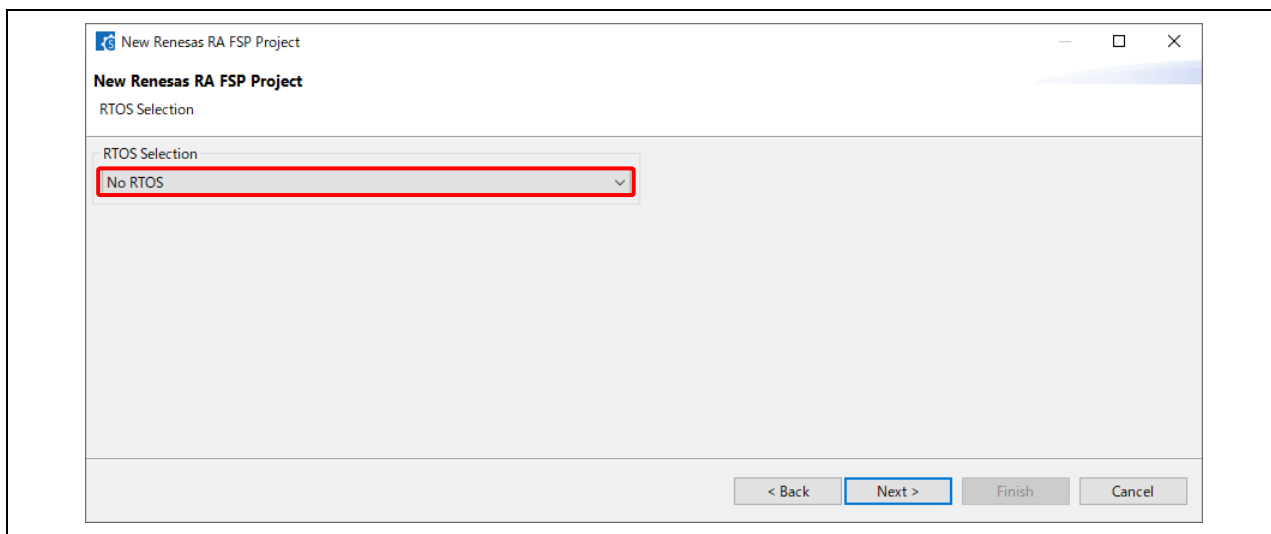 New Renesas RA FSP Project
New Renesas RA FSP Project
RTOS Selection
RTOS Selection
No RTOS
< Back Next > Finish Cancel